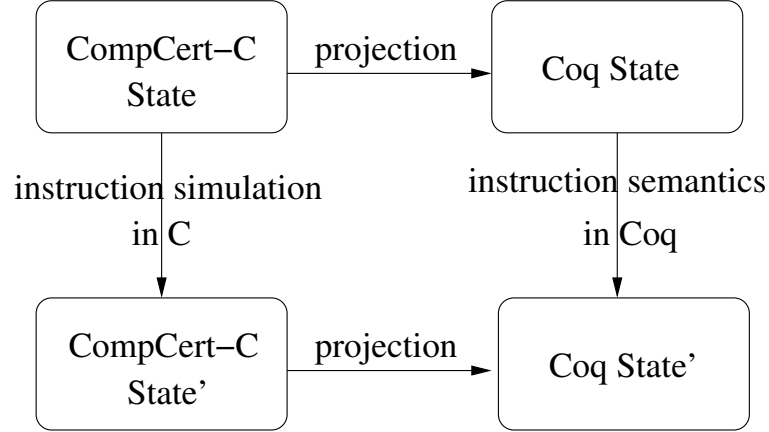 CompCert−C
State
projection
Coq State
instruction simulation
in C
instruction semantics
in Coq
CompCert−C
State’
projection
Coq State’